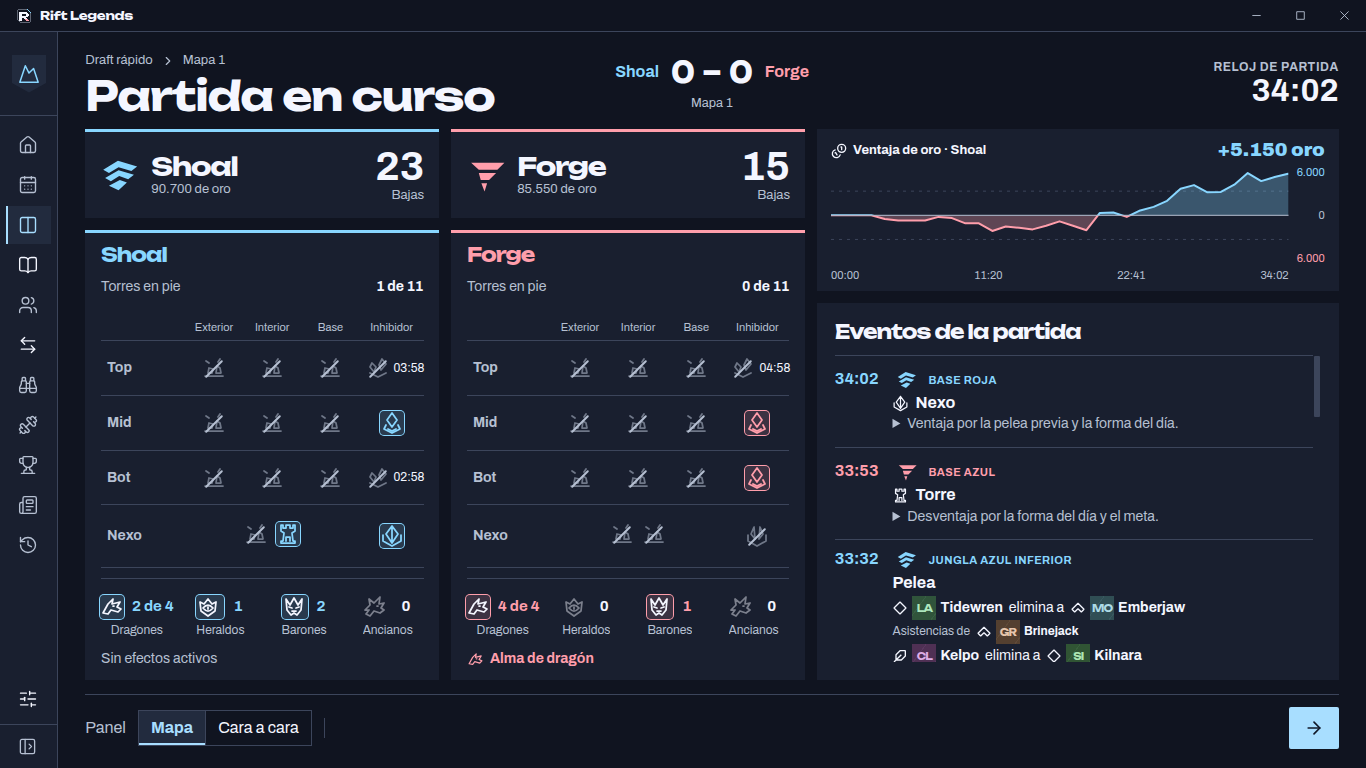 Rift Legends
Draft rápido > Mapa 1
Partida en curso
Shoal 0 – 0 Forge
Mapa 1
RELOJ DE PARTIDA
34:02
Shoal
90.700 de oro
23
Bajas
Forge
85.550 de oro
15
Bajas
Ventaja de oro · Shoal
+5.150 oro
6.000
0
6.000
00:00 11:20 22:41 34:02
Shoal
Torres en pie 1 de 11
Exterior Interior Base Inhibidor
Top 03:58
Mid
Bot 02:58
Nexo
2 de 4 1 2 0
Dragones Heraldos Barones Ancianos
Sin efectos activos
Forge
Torres en pie 0 de 11
Exterior Interior Base Inhibidor
Top 04:58
Mid
Bot
Nexo
4 de 4 0 1 0
Dragones Heraldos Barones Ancianos
Alma de dragón
Eventos de la partida
34:02 BASE ROJA
Nexo
Ventaja por la pelea previa y la forma del día.
33:53 BASE AZUL
Torre
Desventaja por la forma del día y el meta.
33:32 JUNGLA AZUL INFERIOR
Pelea
LA Tidewren elimina a MO Emberjaw
Asistencias de GR Brinejack
CL Kelpo elimina a SI Kilnara
Panel Mapa Cara a cara